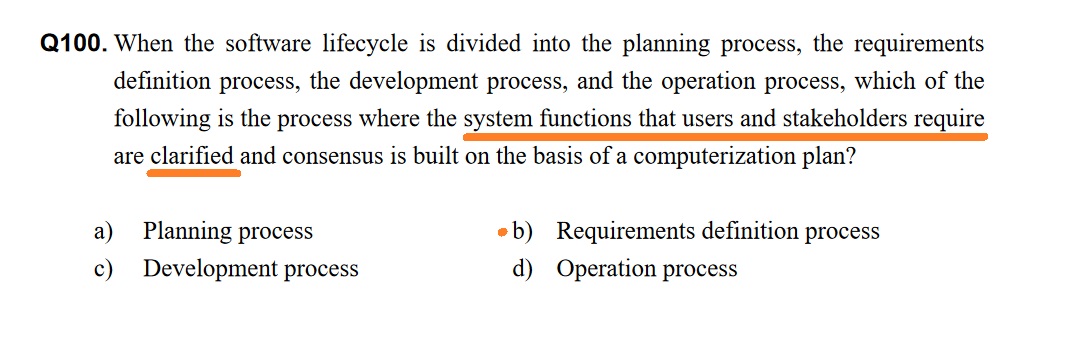 Q100. When the software lifecycle is divided into the planning process, the requirements
definition process, the development process, and the operation process, which of the
following is the process where the system functions that users and stakeholders require
are clarified and consensus is built on the basis of a computerization plan?
a) Planning process b) Requirements definition process
c) Development process d) Operation process